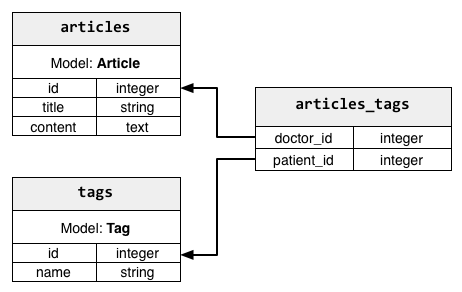 articles
Model: Article
id integer
title string
content text
articles_tags
doctor_id integer
patient_id integer
tags
Model: Tag
id integer
name string